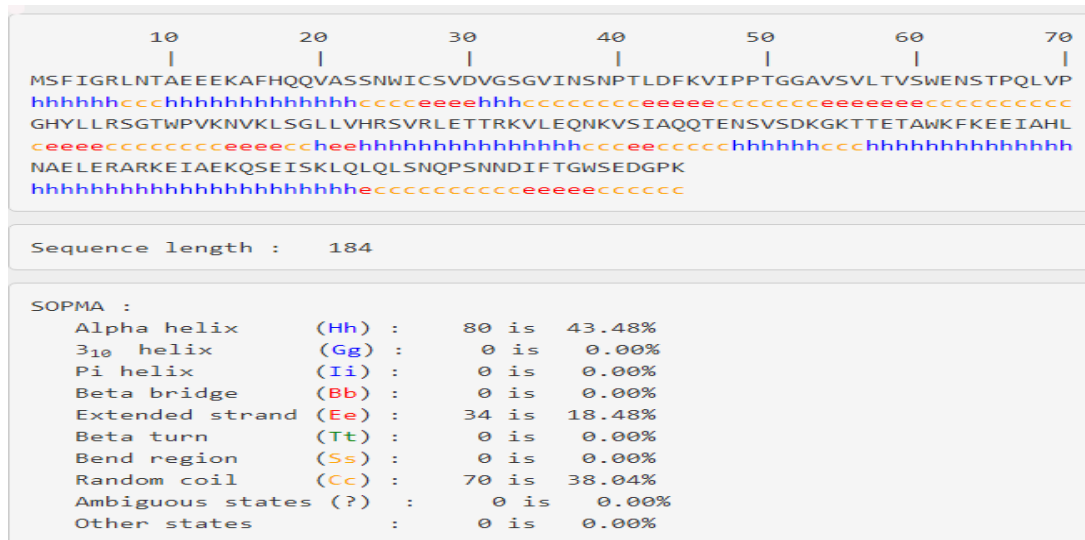 10 20 30 40 50 60 70
| | | | | | |
MSFIGRLNTAEEEKAFHQQVASSNWICSVDVGSGVINSNPTLDFKVIPPTGGAVSVLTVSWENSTPQLVP
hhhhhhccchhhhhhhhhhhhhcccceeeehhhcccccccceeeeeccccccceeeeeeecccccccccc
GHYLLRSGTWPVKNVKLSGLLVHRSVRLETTRKVLEQNKVSIAQQTENSVSDKGKTTETAWKFKEEIAHL
ceeeecccccccceeeeccheehhhhhhhhhhhhhhhccceeccccchhhhhhccchhhhhhhhhhhhhh
NAELERARKEIAEKQSEISKLQLQLSNQPSNNDIFTGWSEDGPK
hhhhhhhhhhhhhhhhhhhhhhecccccccccceeeeecccccc
Sequence length : 184
SOPMA :
Alpha helix (Hh) : 80 is 43.48%
3₁₀ helix (Gg) : 0 is 0.00%
Pi helix (Ii) : 0 is 0.00%
Beta bridge (Bb) : 0 is 0.00%
Extended strand (Ee) : 34 is 18.48%
Beta turn (Tt) : 0 is 0.00%
Bend region (Ss) : 0 is 0.00%
Random coil (Cc) : 70 is 38.04%
Ambiguous states (?) : 0 is 0.00%
Other states : 0 is 0.00%